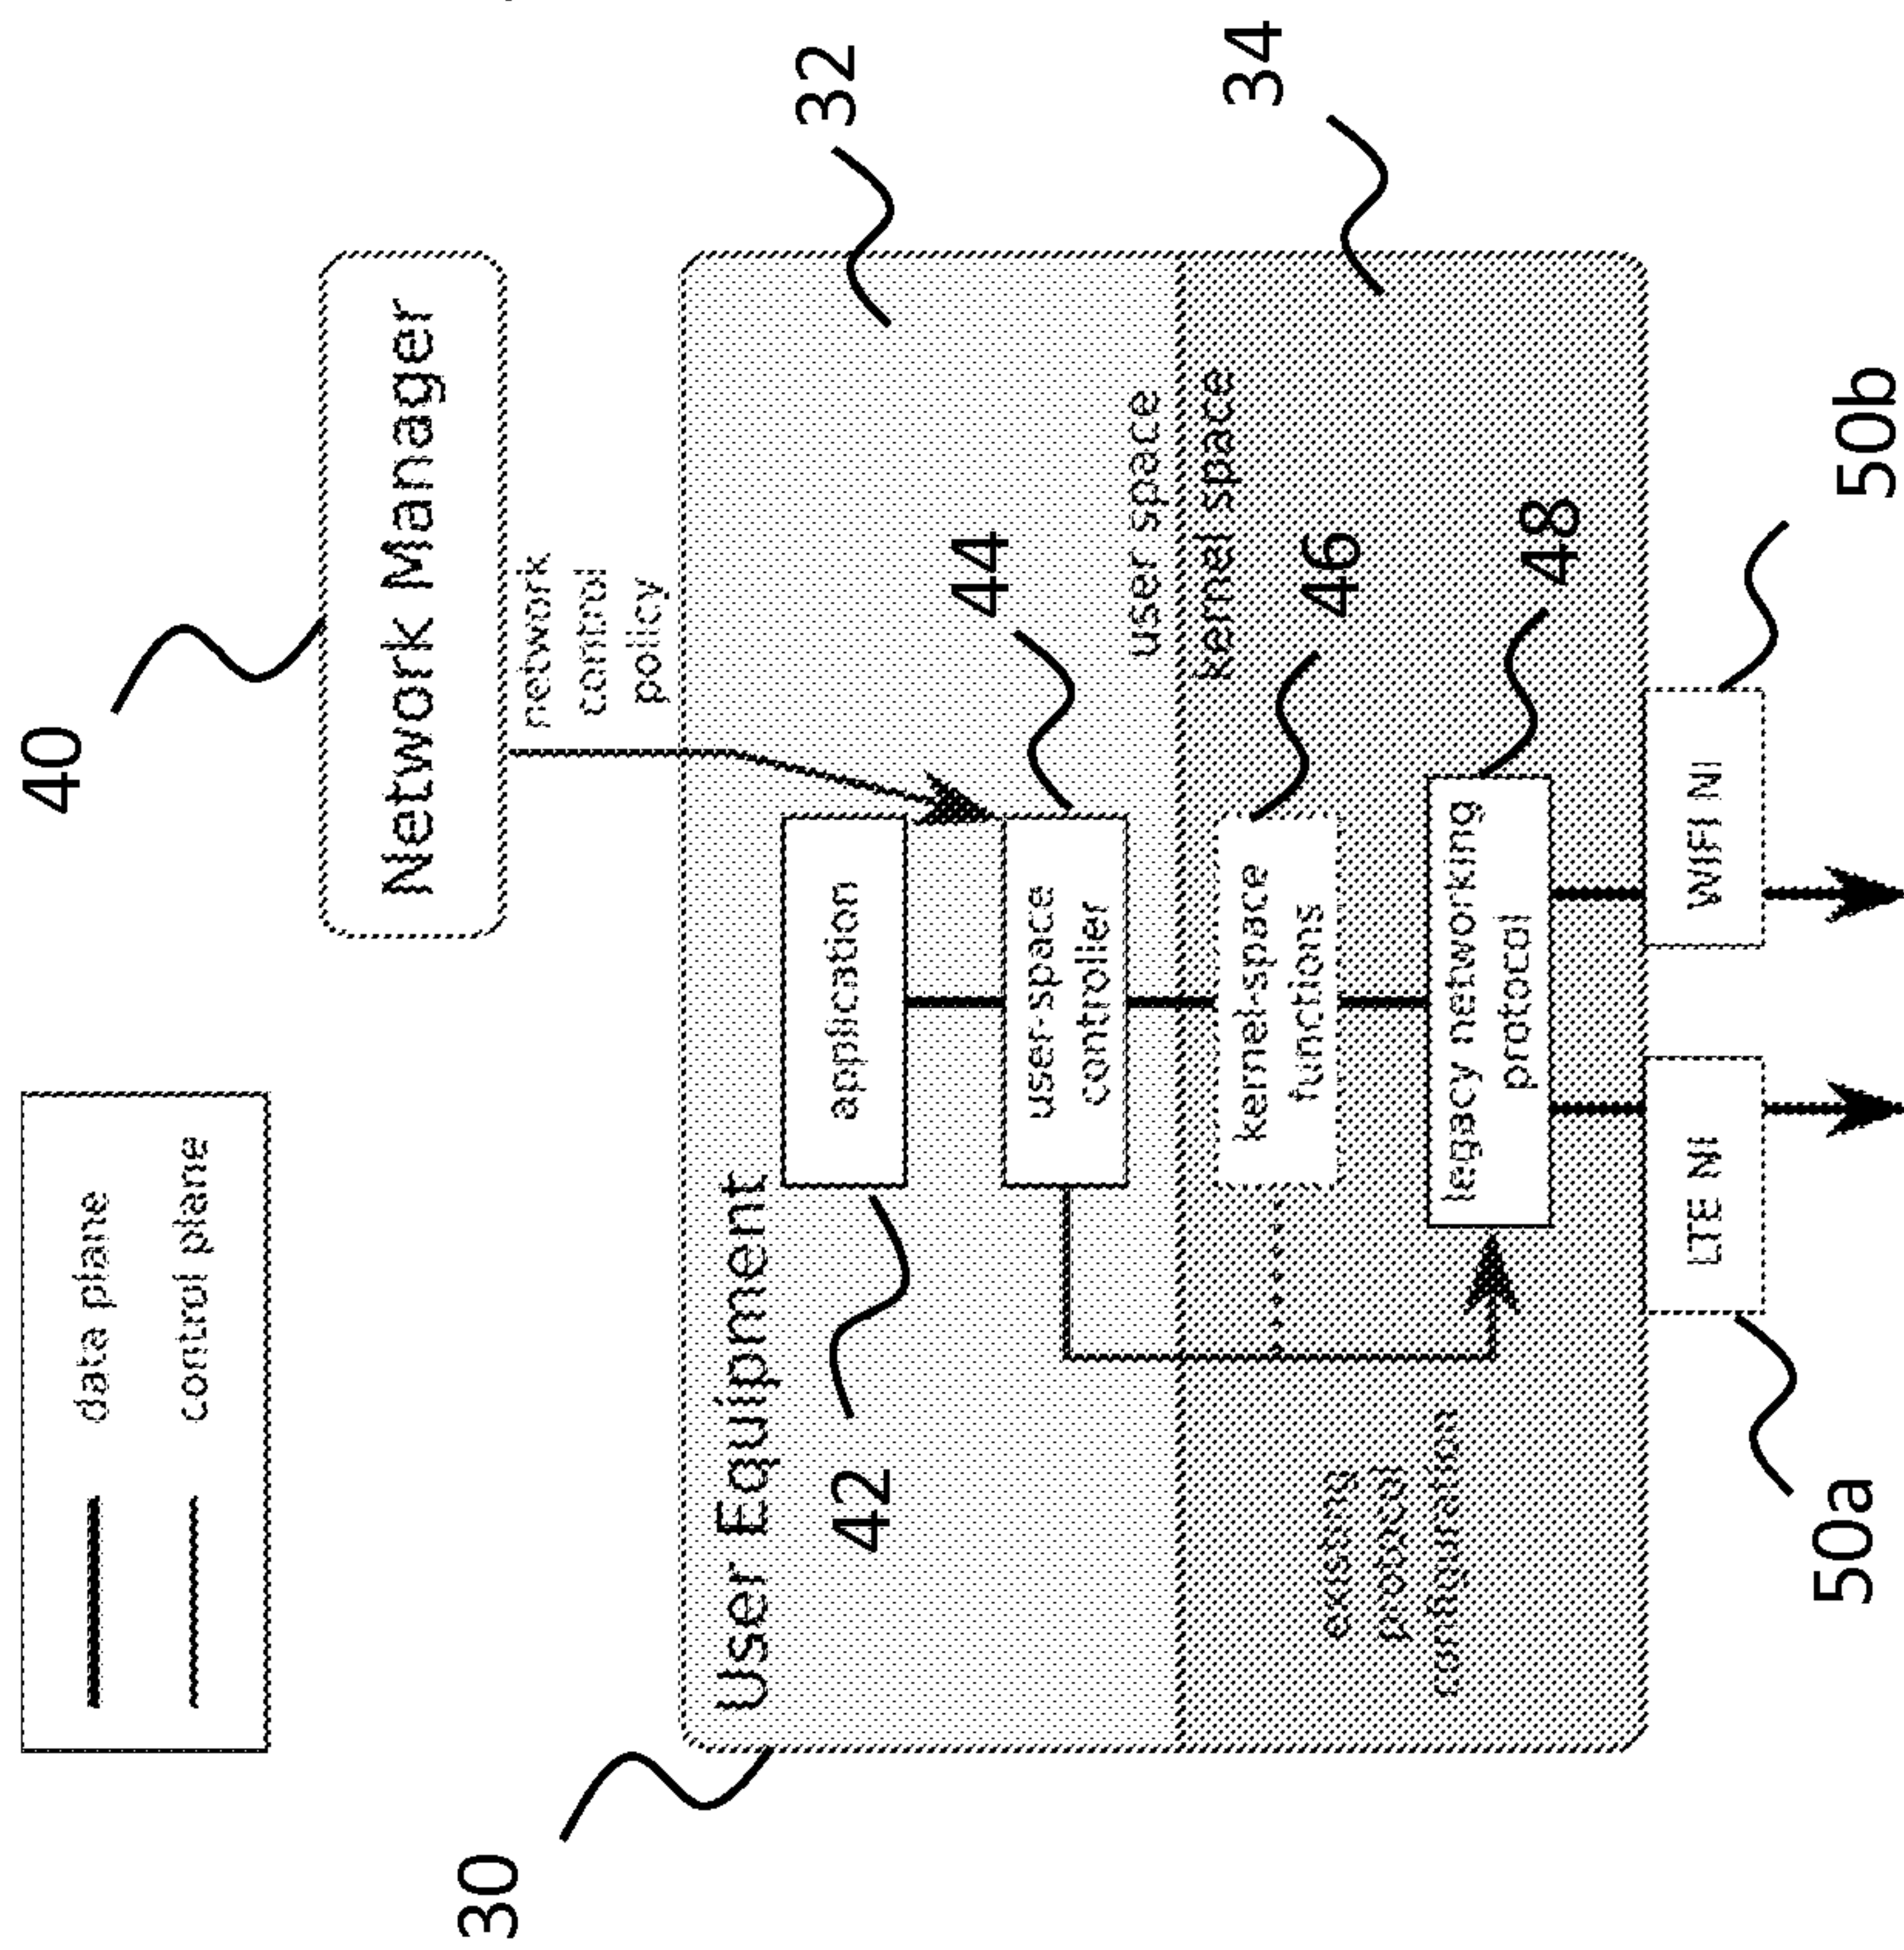 data plane
control plane
40
Network Manager
network
control
policy
30
User Equipment
32
application
42
44
user-space
controller
user space
kernel space
34
kernel-space
functions
46
existing
protocal
configuration
legacy networking
protocal
48
LTE NI
WIFI NI
50a
50b